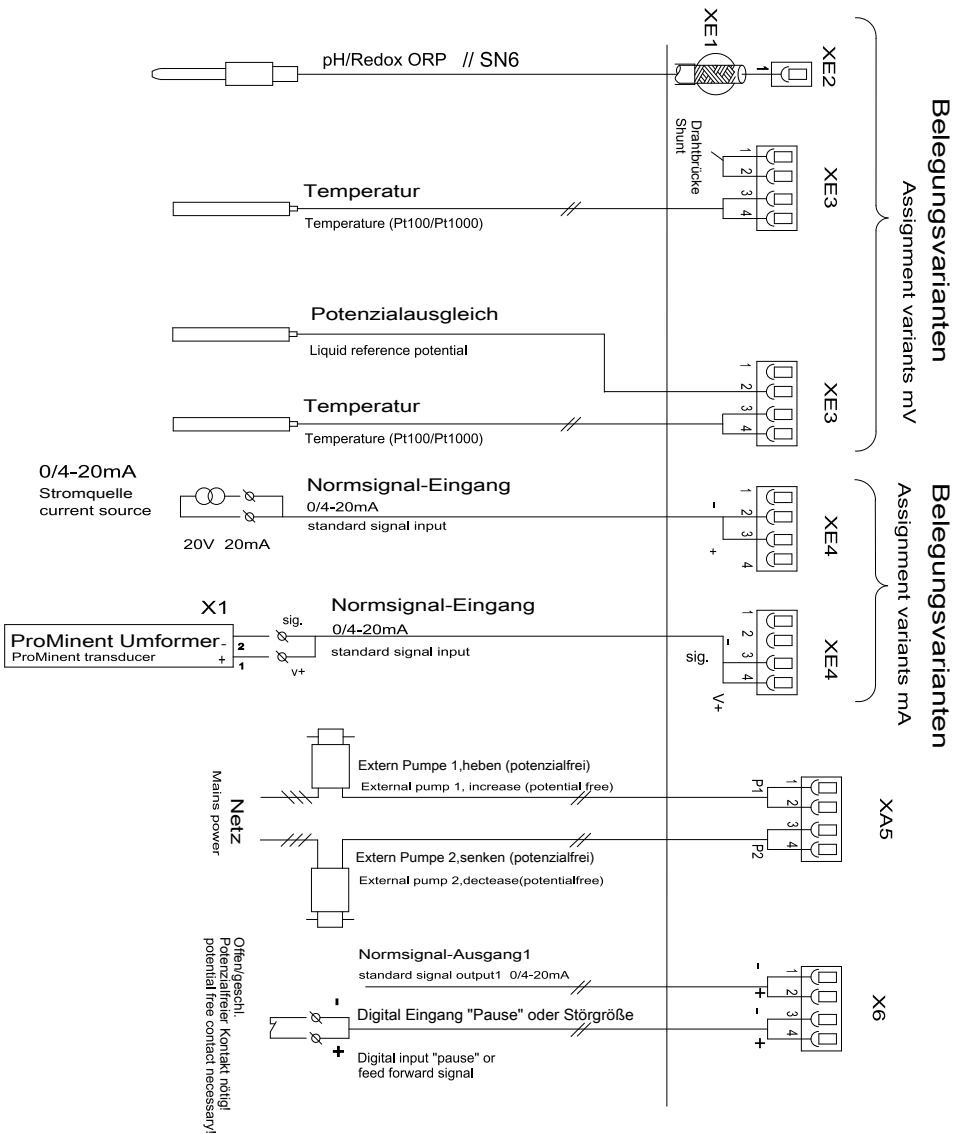 Belegungsvarianten
Assignment variants mV
XE1
XE2
pH/Redox ORP // SN6
1
Drahtbrücke
Shunt
XE3
1
2
3
4
Temperatur
Temperature (Pt100/Pt1000)
Potenzialausgleich
Liquid reference potential
XE3
1
2
3
4
Temperatur
Temperature (Pt100/Pt1000)
Belegungsvarianten
Assignment variants mA
0/4-20mA
Stromquelle
current source
20V 20mA
Normsignal-Eingang
0/4-20mA
standard signal input
-
+
XE4
1
2
3
4
X1
ProMinent Umformer
ProMinent transducer
-
+
2
1
sig.
v+
Normsignal-Eingang
0/4-20mA
standard signal input
sig.
-
V+
XE4
1
2
3
4
Netz
Mains power
Extern Pumpe 1,heben (potenzialfrei)
External pump 1, increase (potential free)
Extern Pumpe 2,senken (potenzialfrei)
External pump 2,dectease(potentialfree)
P1
P2
XA5
1
2
3
4
Normsignal-Ausgang1
standard signal output1 0/4-20mA
Digital Eingang "Pause" oder Störgröße
Digital input "pause" or
feed forward signal
-
+
Offen/geschl.
Potenzialfreier Kontakt nötig!
potential free contact necessary!
-
+
-
+
X6
1
2
3
4